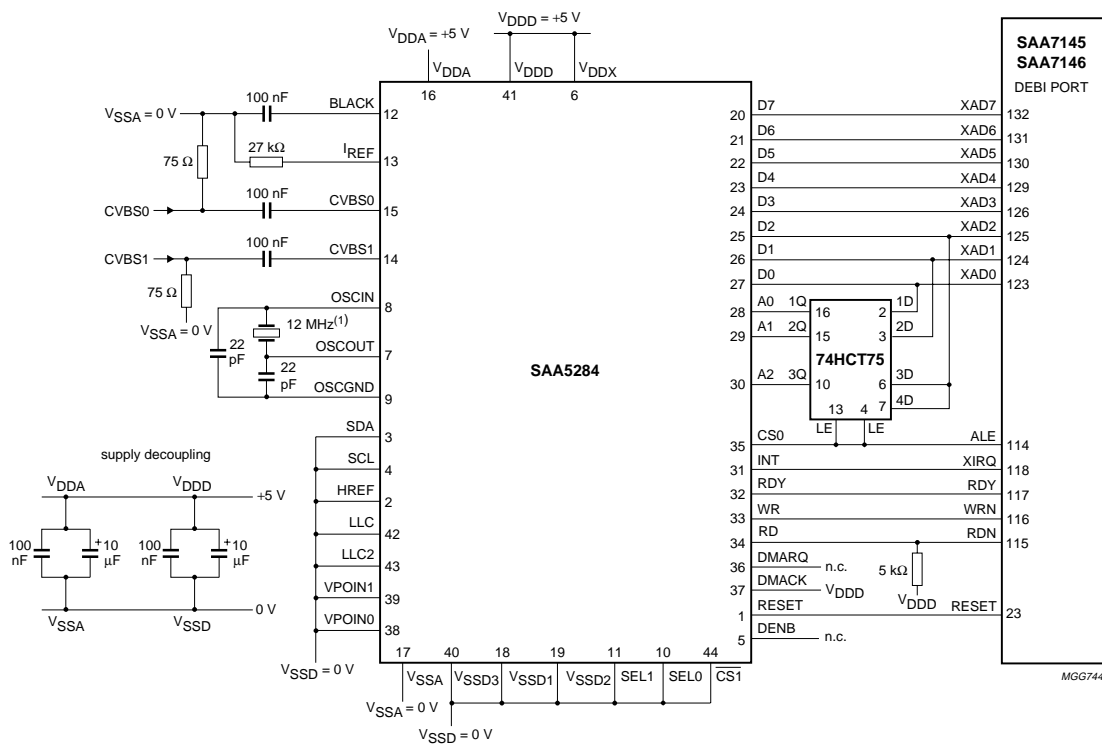 VDDD = +5 V
VDDA = +5 V
VDDA
VDDD
VDDX
16
41
6
VSSA = 0 V
100 nF
BLACK
12
27 kΩ
IREF
13
75 Ω
CVBS0
100 nF
CVBS0
15
CVBS1
100 nF
CVBS1
14
75 Ω
VSSA = 0 V
OSCIN
8
12 MHz(1)
22 pF
OSCOUT
7
22 pF
OSCGND
9
SDA
3
SCL
4
HREF
2
LLC
42
LLC2
43
VPOIN1
39
VPOIN0
38
VSSD = 0 V
supply decoupling
VDDA
VDDD
+5 V
100 nF
+ 10 µF
100 nF
+ 10 µF
0 V
VSSA
VSSD
SAA5284
17
40
18
19
11
10
44
VSSA
VSSD3
VSSD1
VSSD2
SEL1
SEL0
CS1
VSSA = 0 V
VSSD = 0 V
20
D7
XAD7
132
21
D6
XAD6
131
22
D5
XAD5
130
23
D4
XAD4
129
24
D3
XAD3
126
25
D2
XAD2
125
26
D1
XAD1
124
27
D0
XAD0
123
28
A0
1Q
16
2
1D
29
A1
2Q
15
3
2D
74HCT75
30
A2
3Q
10
6
3D
7
4D
13
4
LE
LE
35
CS0
ALE
114
31
INT
XIRQ
118
32
RDY
RDY
117
33
WR
WRN
116
34
RD
RDN
115
36
DMARQ
n.c.
5 kΩ
37
DMACK
VDDD
VDDD
1
RESET
RESET
23
5
DENB
n.c.
SAA7145
SAA7146
DEBI PORT
MGG744